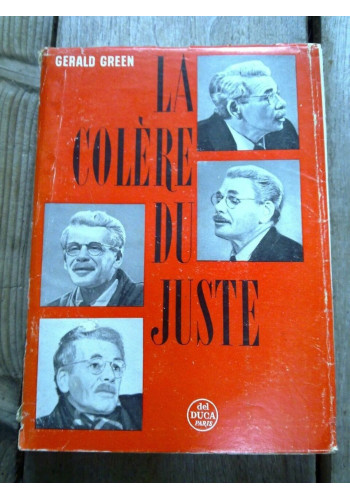 GERALD GREEN
LA
COLÈRE
DU
JUSTE
del
DUCA
PARIS